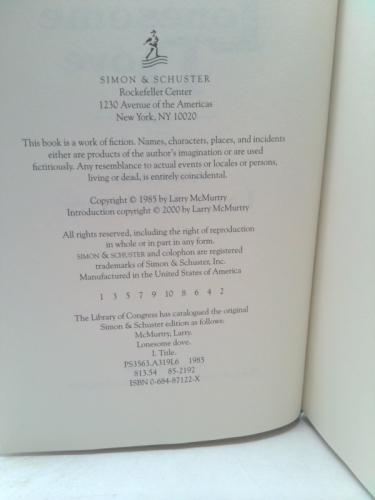 SIMON & SCHUSTER
Rockefeller Center
1230 Avenue of the Americas
New York, NY 10020
This book is a work of fiction. Names, characters, places, and incidents
either are products of the author's imagination or are used
fictitiously. Any resemblance to actual events or locales or persons,
living or dead, is entirely coincidental.
Copyright © 1985 by Larry McMurtry
Introduction copyright © 2000 by Larry McMurtry
All rights reserved, including the right of reproduction
in whole or in part in any form.
SIMON & SCHUSTER and colophon are registered
trademarks of Simon & Schuster, Inc.
Manufactured in the United States of America
1 3 5 7 9 10 8 6 4 2
The Library of Congress has catalogued the original
Simon & Schuster edition as follows:
McMurtry, Larry.
Lonesome dove.
I. Title.
PS3563.A319L6 1985
813.54 85-2192
ISBN 0-684-87122-X